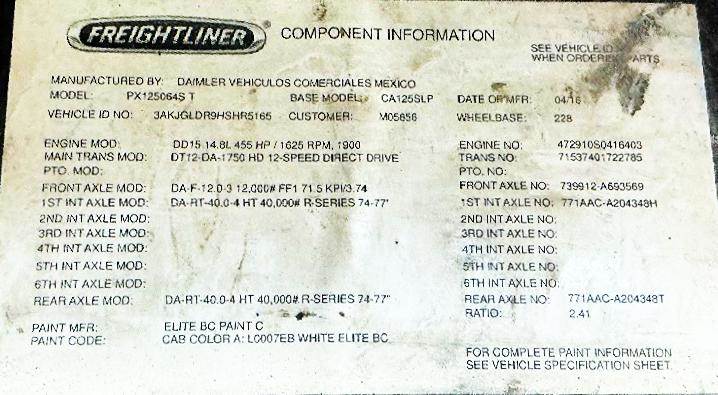 FREIGHTLINER COMPONENT INFORMATION
SEE VEHICLE ID
WHEN ORDERING PARTS
MANUFACTURED BY: DAIMLER VEHICULOS COMERCIALES MEXICO
MODEL: PX125064S T BASE MODEL: CA125SLP DATE OF MFR: 04/16
VEHICLE ID NO: 3AKJGLDR9HSHR5165 CUSTOMER: M05656 WHEELBASE: 228
ENGINE MOD: DD15 14.8L 455 HP / 1625 RPM, 1900 ENGINE NO: 472910S0416403
MAIN TRANS MOD: DT12-DA-1750 HD 12-SPEED DIRECT DRIVE TRANS NO: 71537401722785
PTO. MOD: PTO. NO:
FRONT AXLE MOD: DA-F-12.0-3 12,000# FF1 71.5 KPI/3.74 FRONT AXLE NO: 739912-A693569
1ST INT AXLE MOD: DA-RT-40.0-4 HT 40,000# R-SERIES 74-77" 1ST INT AXLE NO: 771AAC-A204348H
2ND INT AXLE MOD: 2ND INT AXLE NO:
3RD INT AXLE MOD: 3RD INT AXLE NO:
4TH INT AXLE MOD: 4TH INT AXLE NO:
5TH INT AXLE MOD: 5TH INT AXLE NO:
6TH INT AXLE MOD: 6TH INT AXLE NO:
REAR AXLE MOD: DA-RT-40.0-4 HT 40,000# R-SERIES 74-77" REAR AXLE NO: 771AAC-A204348T
RATIO: 2.41
PAINT MFR: ELITE BC PAINT C
PAINT CODE: CAB COLOR A: L0007EB WHITE ELITE BC
FOR COMPLETE PAINT INFORMATION
SEE VEHICLE SPECIFICATION SHEET.